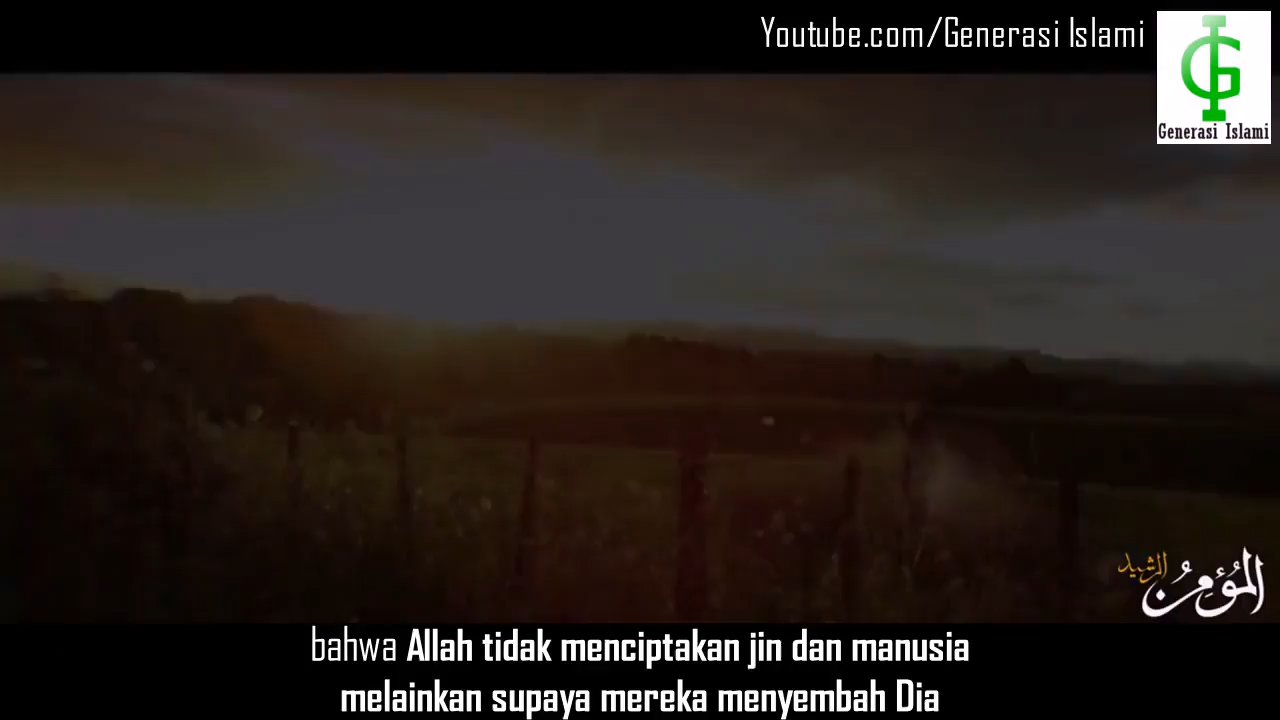 Youtube.com/Generasi Islami
GI
Generasi Islami
المؤمن الرشيد
bahwa Allah tidak menciptakan jin dan manusia
melainkan supaya mereka menyembah Dia